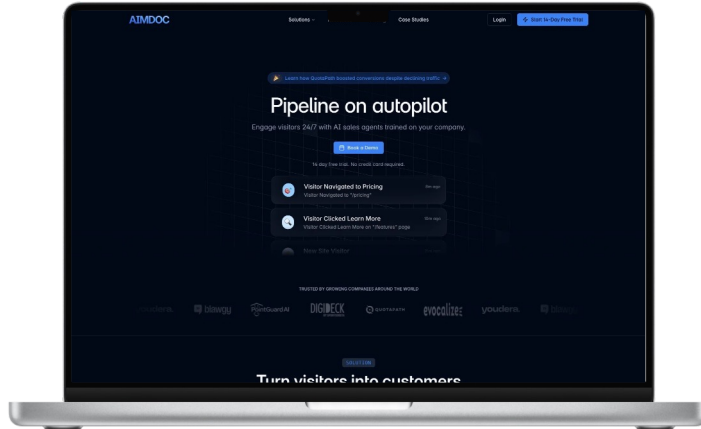 AIMDOC
Solutions
Case Studies
Login
Start 14-Day Free Trial
Learn how QuotaPath boosted conversions despite declining traffic →
Pipeline on autopilot
Engage visitors 24/7 with AI sales agents trained on your company.
Book a Demo
14 day free trial. No credit card required.
Visitor Navigated to Pricing
Visitor Navigated to "/pricing"
Visitor Clicked Learn More
Visitor Clicked Learn More on "/features" page
New Site Visitor
TRUSTED BY GROWING COMPANIES AROUND THE WORLD
blawgy
PointGuardAI
DIGIDECK
QUOTAPATH
evocalize
youdera.
SOLUTION
Turn visitors into customers